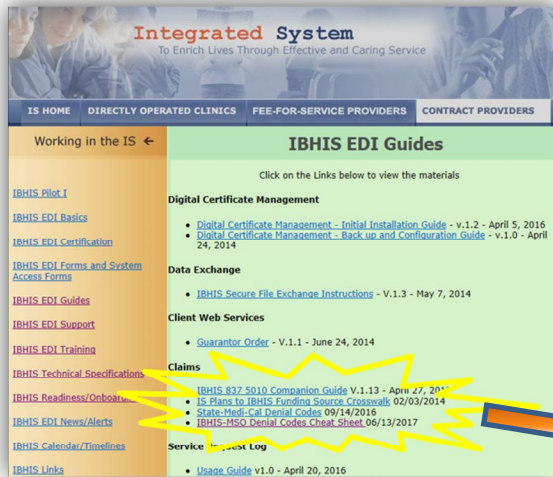 Integrated System
To Enrich Lives Through Effective and Caring Service
IS HOME DIRECTLY OPERATED CLINICS FEE-FOR-SERVICE PROVIDERS CONTRACT PROVIDERS
Working in the IS ←
IBHIS Pilot I
IBHIS EDI Basics
IBHIS EDI Certification
IBHIS EDI Forms and System
Access Forms
IBHIS EDI Guides
IBHIS EDI Support
IBHIS EDI Training
IBHIS Technical Specifications
IBHIS Readiness/
IBHIS EDI News/Alerts
IBHIS Calendar/Timelines
IBHIS Links
IBHIS EDI Guides
Click on the Links below to view the materials
Digital Certificate Management
• Digital Certificate Management - Initial Installation Guide - v.1.2 - April 5, 2016
• Digital Certificate Management - Back up and Configuration Guide - v.1.0 - April
24, 2014
Data Exchange
• IBHIS Secure File Exchange Instructions - V.1.3 - May 7, 2014
Client Web Services
• Guarantor Order - V.1.1 - June 24, 2014
Claims
• IBHIS 837 5010 Companion Guide V.1.13 - April 27,
• IS Plans to IBHIS Funding Source Crosswalk 02/03/2014
• State-Medi-Cal Denial Codes 09/14/2016
• IBHIS-MSO Denial Codes Cheat Sheet 06/13/2017
Service Request Log
• Usage Guide v1.0 - April 20, 2016